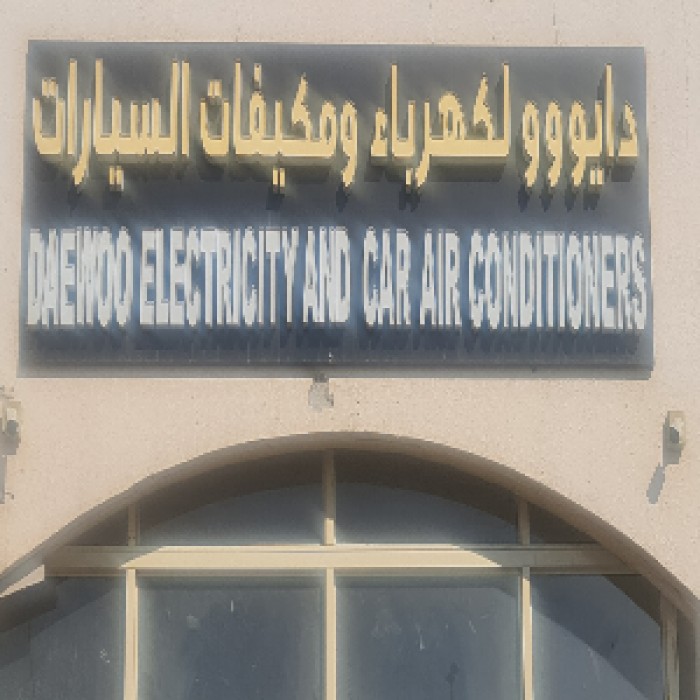 دايووو لكهرباء ومكيفات السيارات
DAEWOO ELECTRICITY AND CAR AIR CONDITIONERS